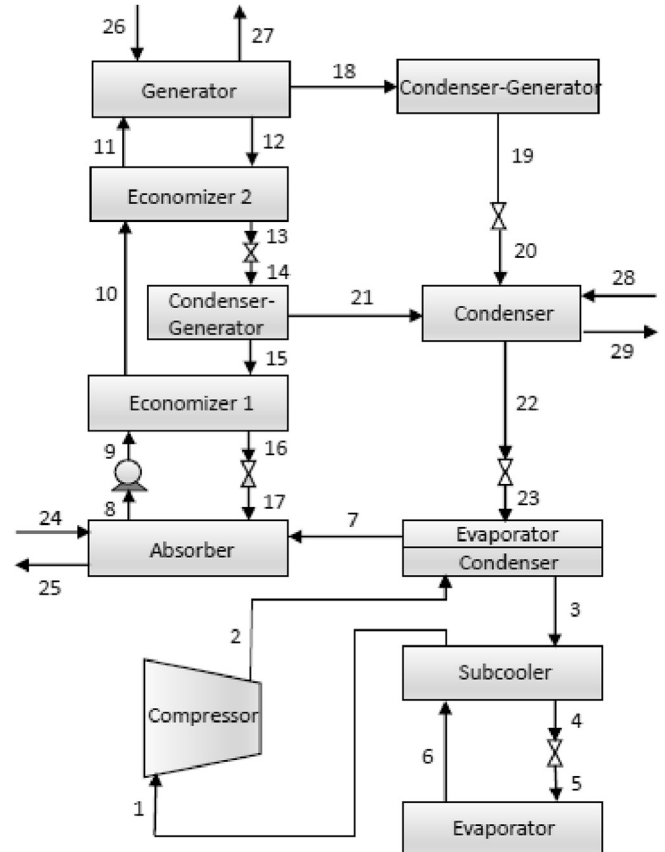 26
27
18
Generator
Condenser-Generator
11
12
19
Economizer 2
13
20
14
10
21
28
Condenser-
Generator
Condenser
29
15
Economizer 1
22
9
16
17
23
24
8
7
Evaporator
Absorber
Condenser
25
2
3
Subcooler
Compressor
4
6
5
1
Evaporator